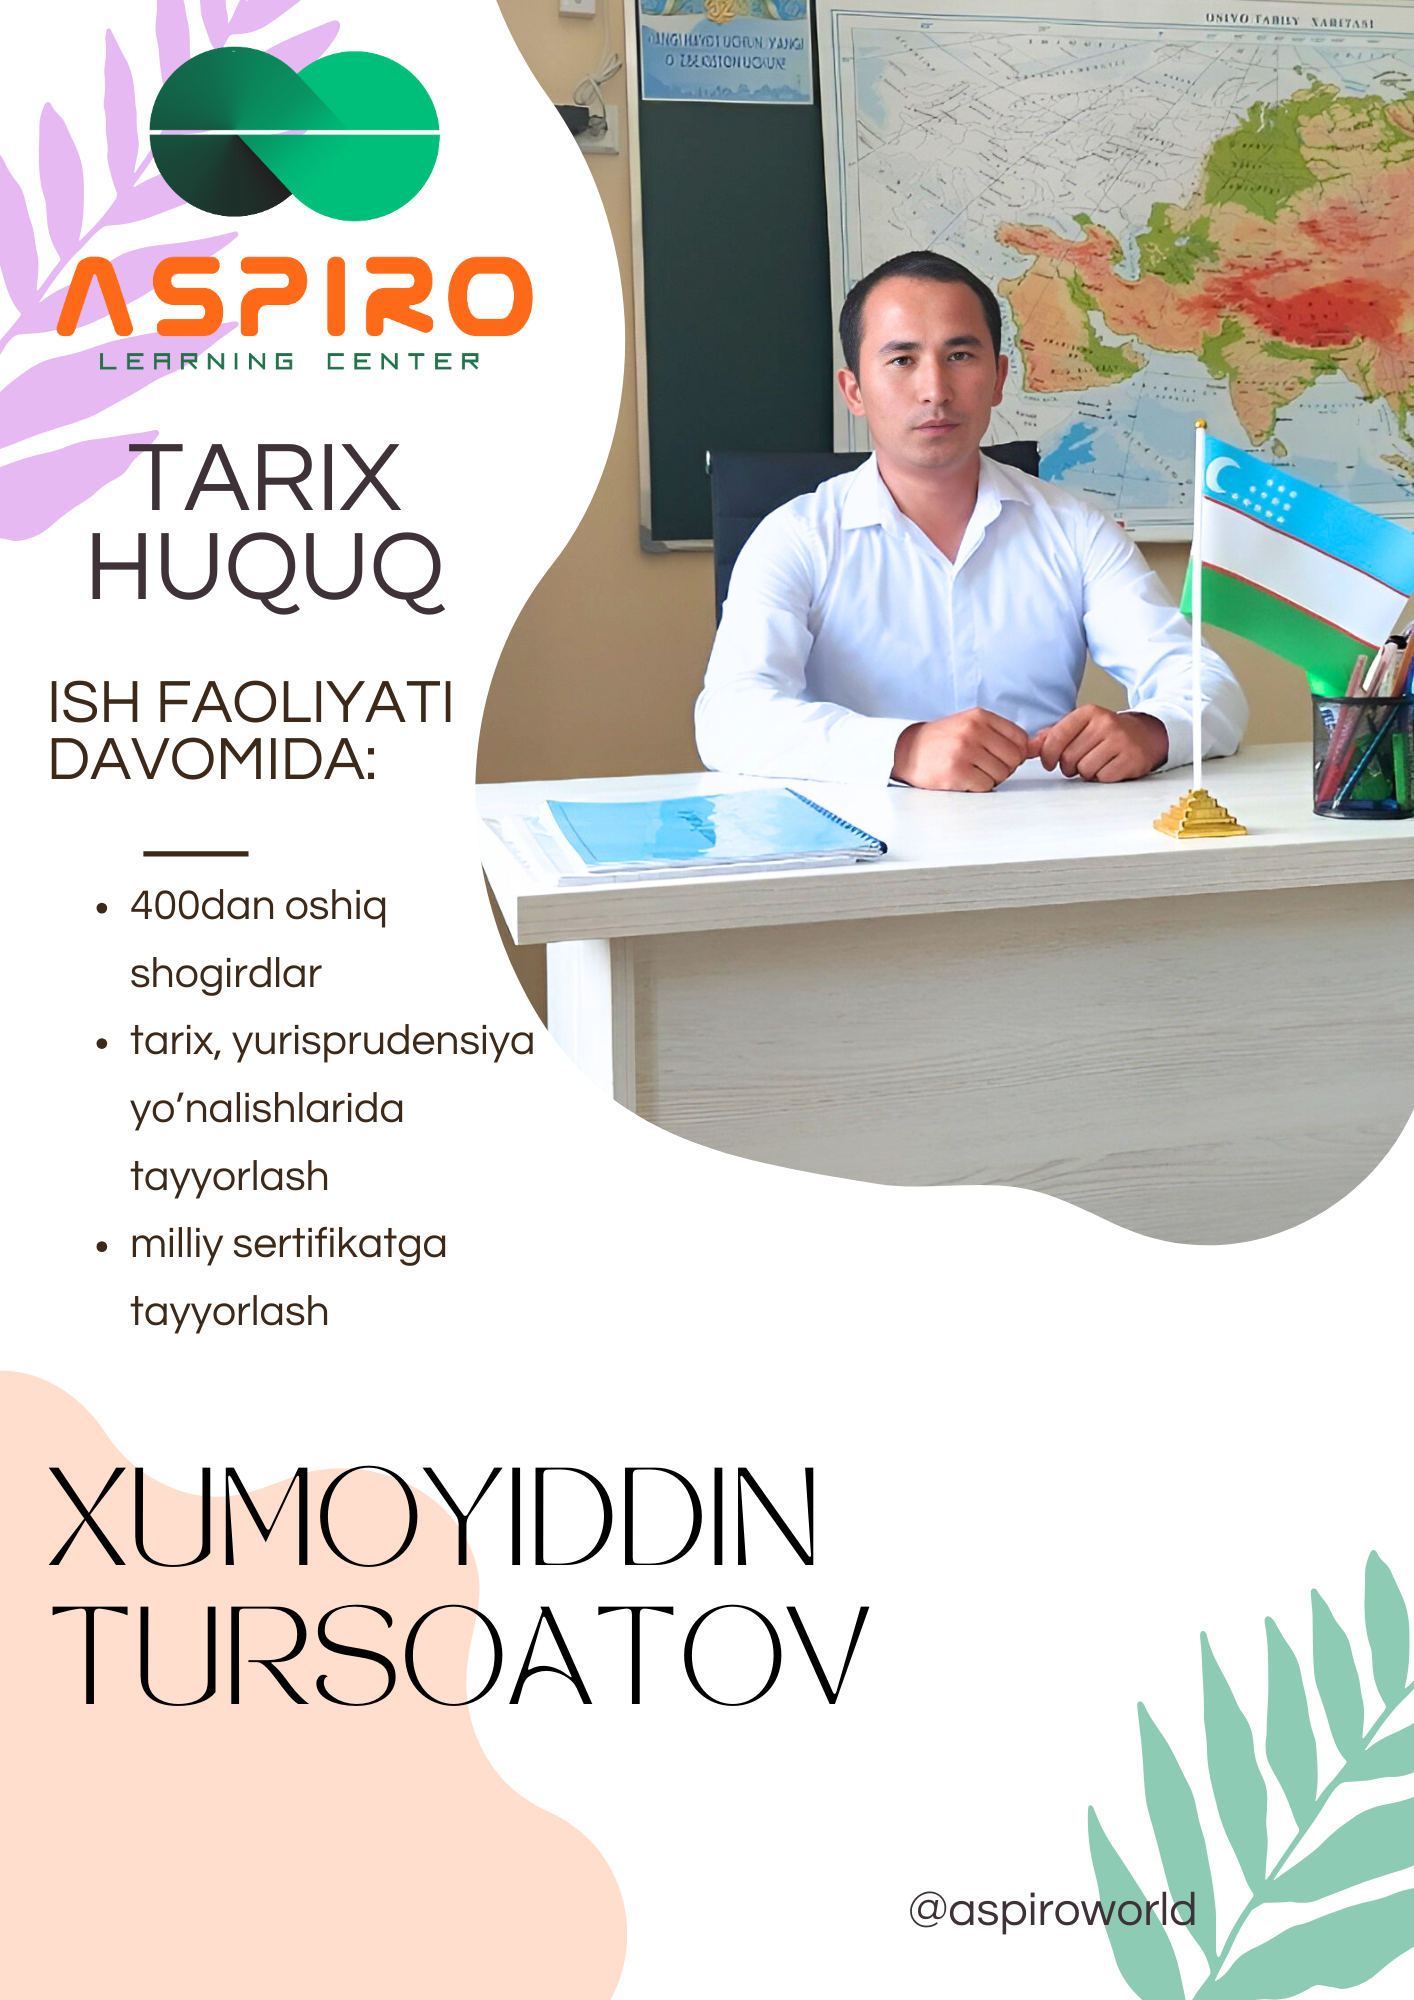 ASPIRO
LEARNING CENTER
TARIX
HUQUQ
ISH FAOLIYATI
DAVOMIDA:
• 400dan oshiq
shogirdlar
• tarix, yurisprudensiya
yo’nalishlarida
tayyorlash
• milliy sertifikatga
tayyorlash
XUMOYIDDIN
TURSOATOV
@aspiroworld